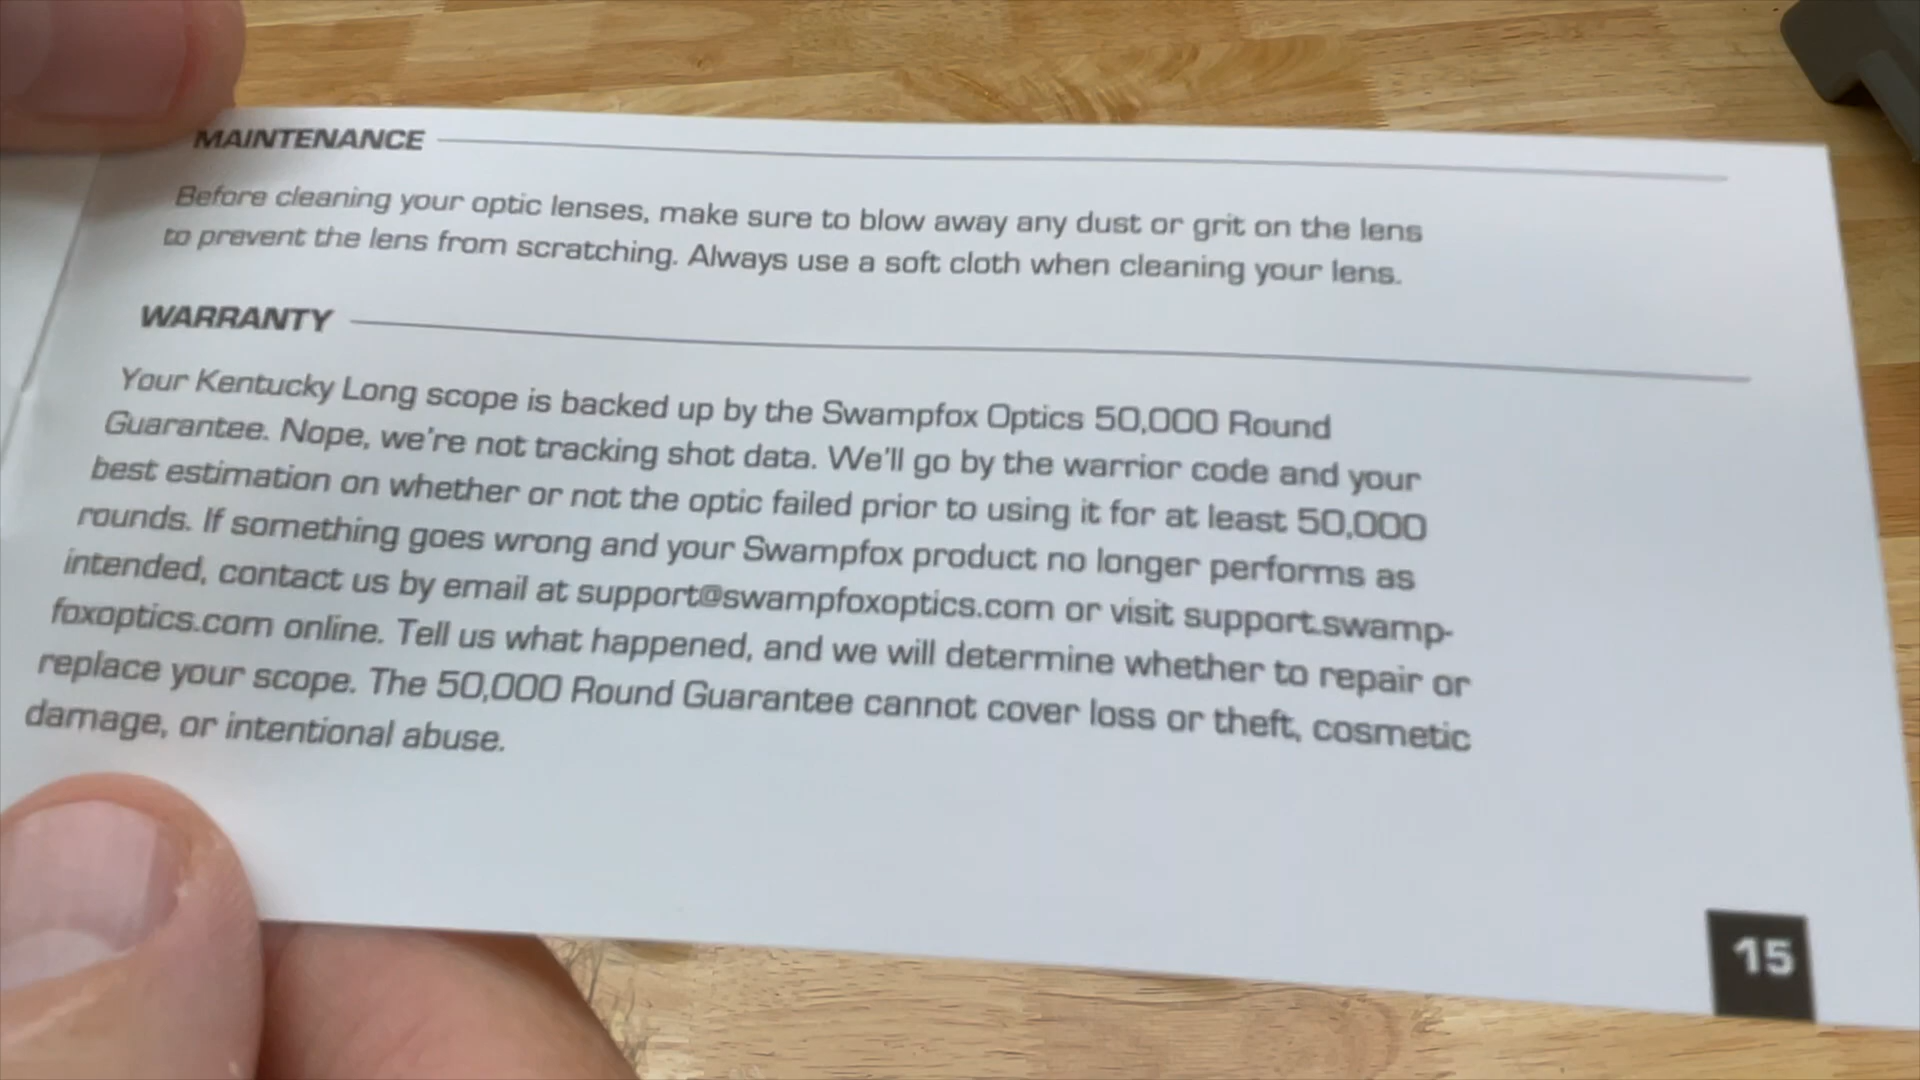 MAINTENANCE
Before cleaning your optic lenses, make sure to blow away any dust or grit on the lens
to prevent the lens from scratching. Always use a soft cloth when cleaning your lens.
WARRANTY
Your Kentucky Long scope is backed up by the Swampfox Optics 50,000 Round
Guarantee. Nope, we're not tracking shot data. We'll go by the warrior code and your
best estimation on whether or not the optic failed prior to using it for at least 50,000
rounds. If something goes wrong and your Swampfox product no longer performs as
intended, contact us by email at support@swampfoxoptics.com or visit support.swamp-
foxoptics.com online. Tell us what happened, and we will determine whether to repair or
replace your scope. The 50,000 Round Guarantee cannot cover loss or theft, cosmetic
damage, or intentional abuse.
15